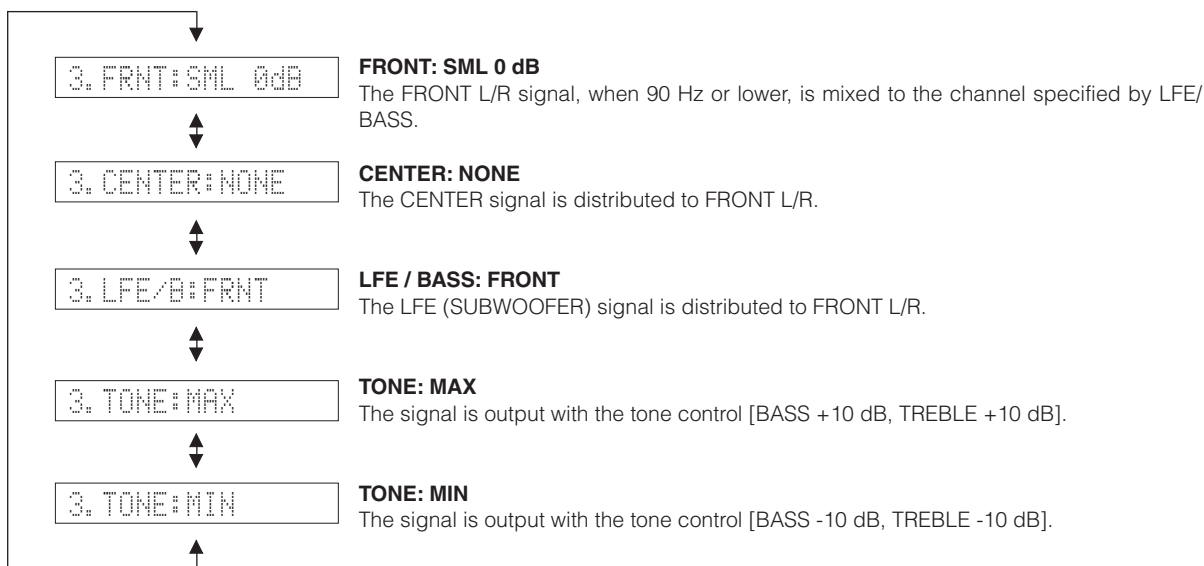 3. FRNT:SML 0dB
FRONT: SML 0 dB
The FRONT L/R signal, when 90 Hz or lower, is mixed to the channel specified by LFE/
BASS.
3. CENTER:NONE
CENTER: NONE
The CENTER signal is distributed to FRONT L/R.
3. LFE/B:FRNT
LFE / BASS: FRONT
The LFE (SUBWOOFER) signal is distributed to FRONT L/R.
3. TONE:MAX
TONE: MAX
The signal is output with the tone control [BASS +10 dB, TREBLE +10 dB].
3. TONE:MIN
TONE: MIN
The signal is output with the tone control [BASS -10 dB, TREBLE -10 dB].